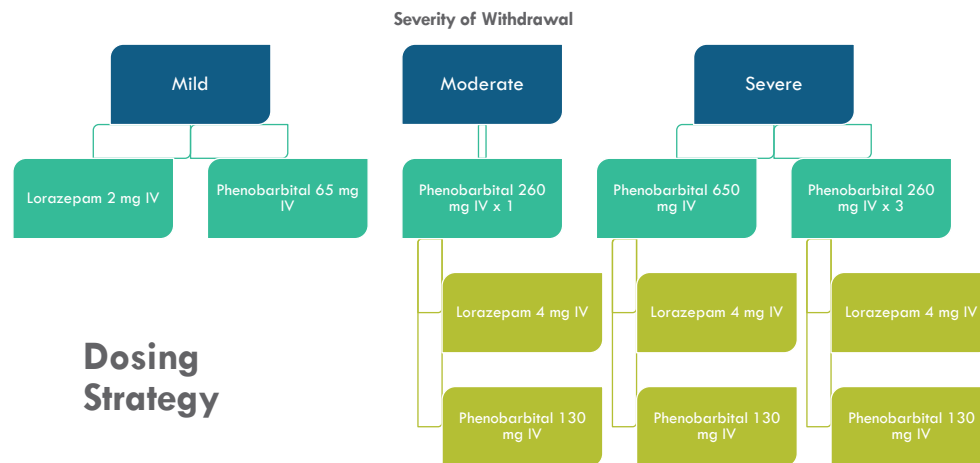 Severity of Withdrawal
Mild
Moderate
Severe
Lorazepam 2 mg IV
Phenobarbital 65 mg
IV
Phenobarbital 260
mg IV x 1
Phenobarbital 650
mg IV
Phenobarbital 260
mg IV x 3
Lorazepam 4 mg IV
Lorazepam 4 mg IV
Lorazepam 4 mg IV
Dosing
Strategy
Phenobarbital 130
mg IV
Phenobarbital 130
mg IV
Phenobarbital 130
mg IV